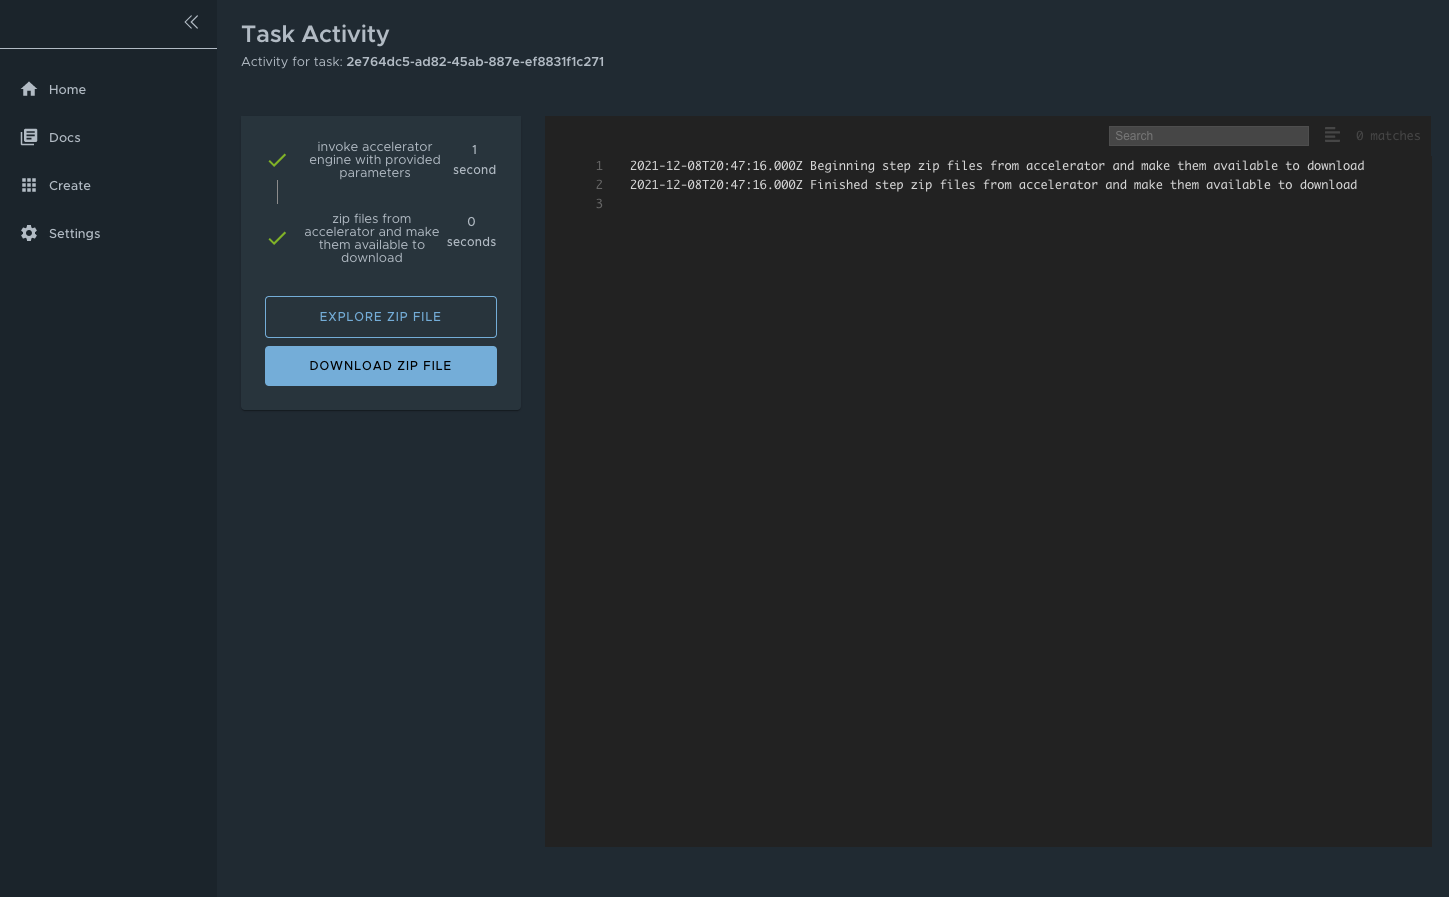 Home
Docs
Create
Settings
Task Activity
Activity for task: 2e764dc5-ad82-45ab-887e-ef8831f1c271
invoke accelerator
engine with provided
parameters
1
second
zip files from
accelerator and make
them available to
download
0
seconds
EXPLORE ZIP FILE
DOWNLOAD ZIP FILE
Search
0 matches
1 2021-12-08T20:47:16.000Z Beginning step zip files from accelerator and make them available to download
2 2021-12-08T20:47:16.000Z Finished step zip files from accelerator and make them available to download
3